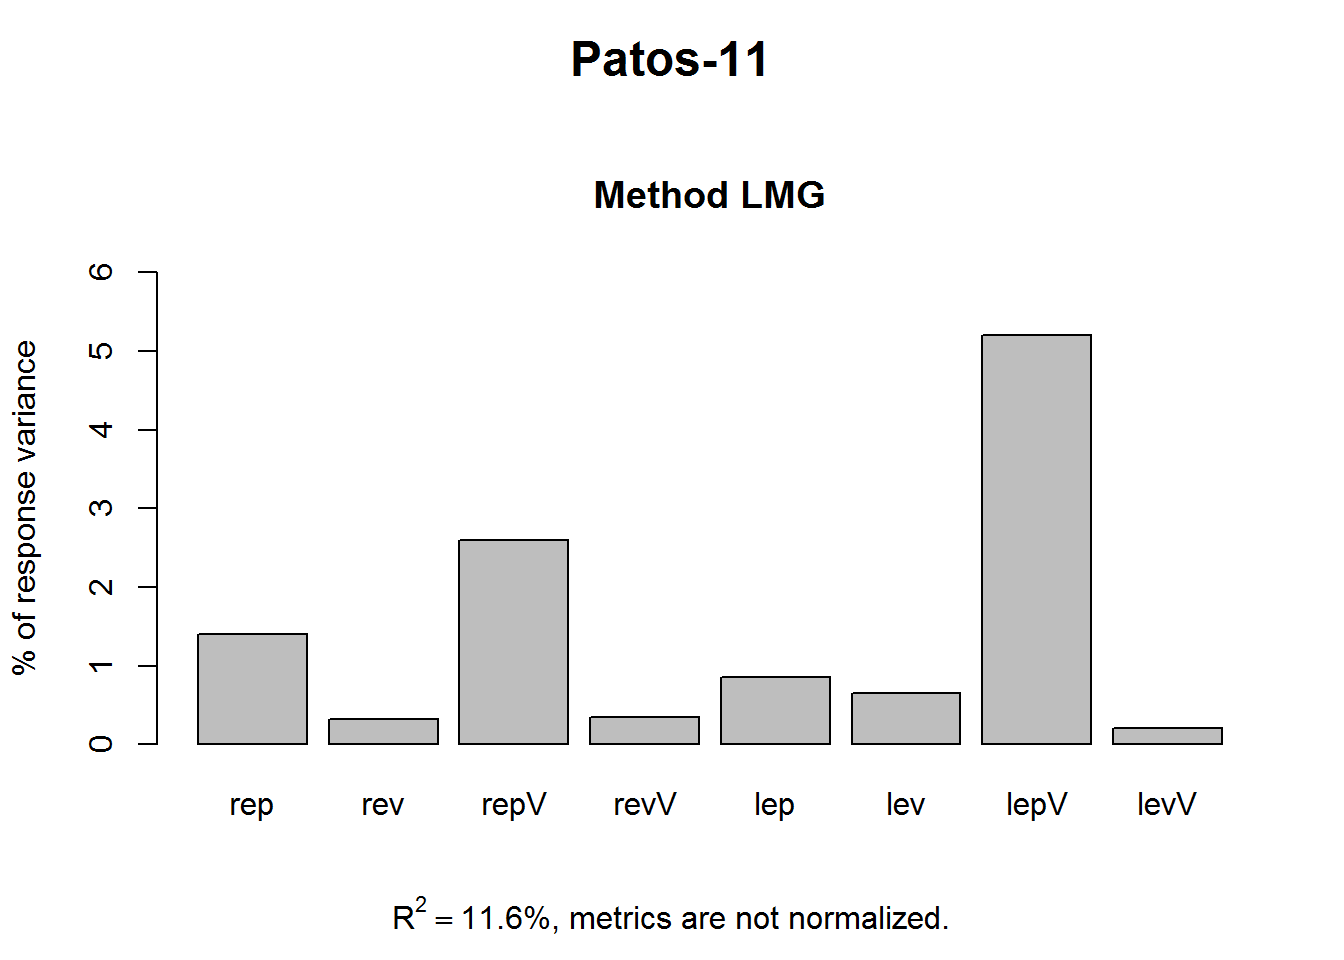 Patos-11
Method LMG
% of response variance
6
5
4
3
2
1
0
rep rev repV revV lep lev lepV levV
R² = 11.6%, metrics are not normalized.